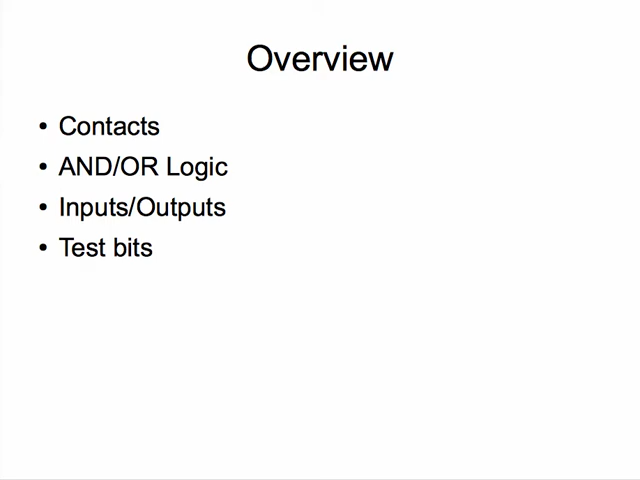 Overview
• Contacts
• AND/OR Logic
• Inputs/Outputs
• Test bits